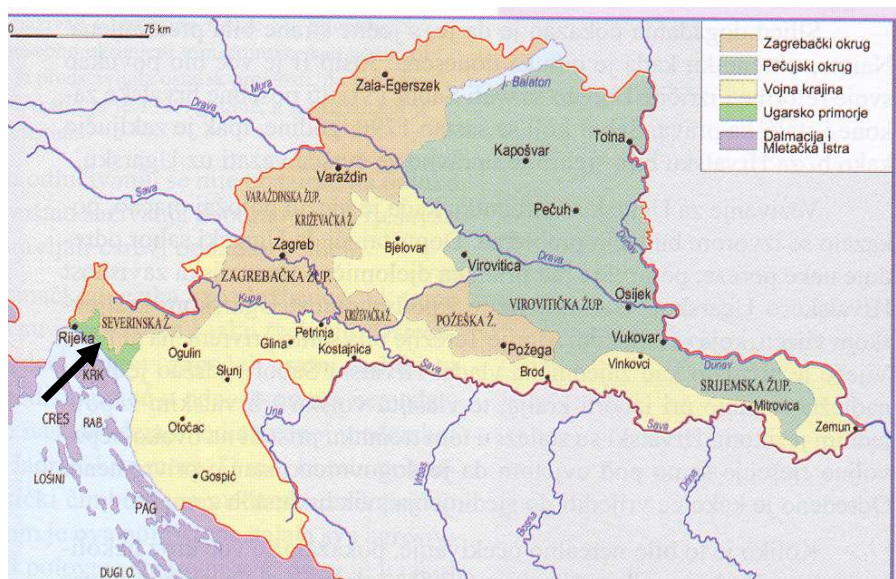 75 km
Zagrebački okrug
Pečujski okrug
Vojna krajina
Ugarsko primorje
Dalmacija i
Mletačka Istra
Zala-Egerszek
j. Balaton
Mura
Drava
Tolna
Kapošvar
Sava
Varaždin
VARAŽDINSKA ŽUP.
KRIŽEVAČKA Ž.
Pečuh
Dunav
Zagreb
Bjelovar
Drava
Virovitica
ZAGREBAČKA ŽUP.
Kupa
SEVERINSKA Ž.
KRIŽEVAČKA Ž.
VIROVITIČKA ŽUP.
Osijek
Rijeka
Petrinja
POŽEŠKA Ž.
Ogulin
Glina
Kostajnica
Požega
Vukovar
Vinkovci
Dunav
KRK
Slunj
Sava
Brod
SRIJEMSKA ŽUP.
Mitrovica
CRES
RAB
Otočac
Una
Sava
Zemun
LOŠINJ
Gospić
Vrbas
Bosna
Drina
PAG
DUGI O.